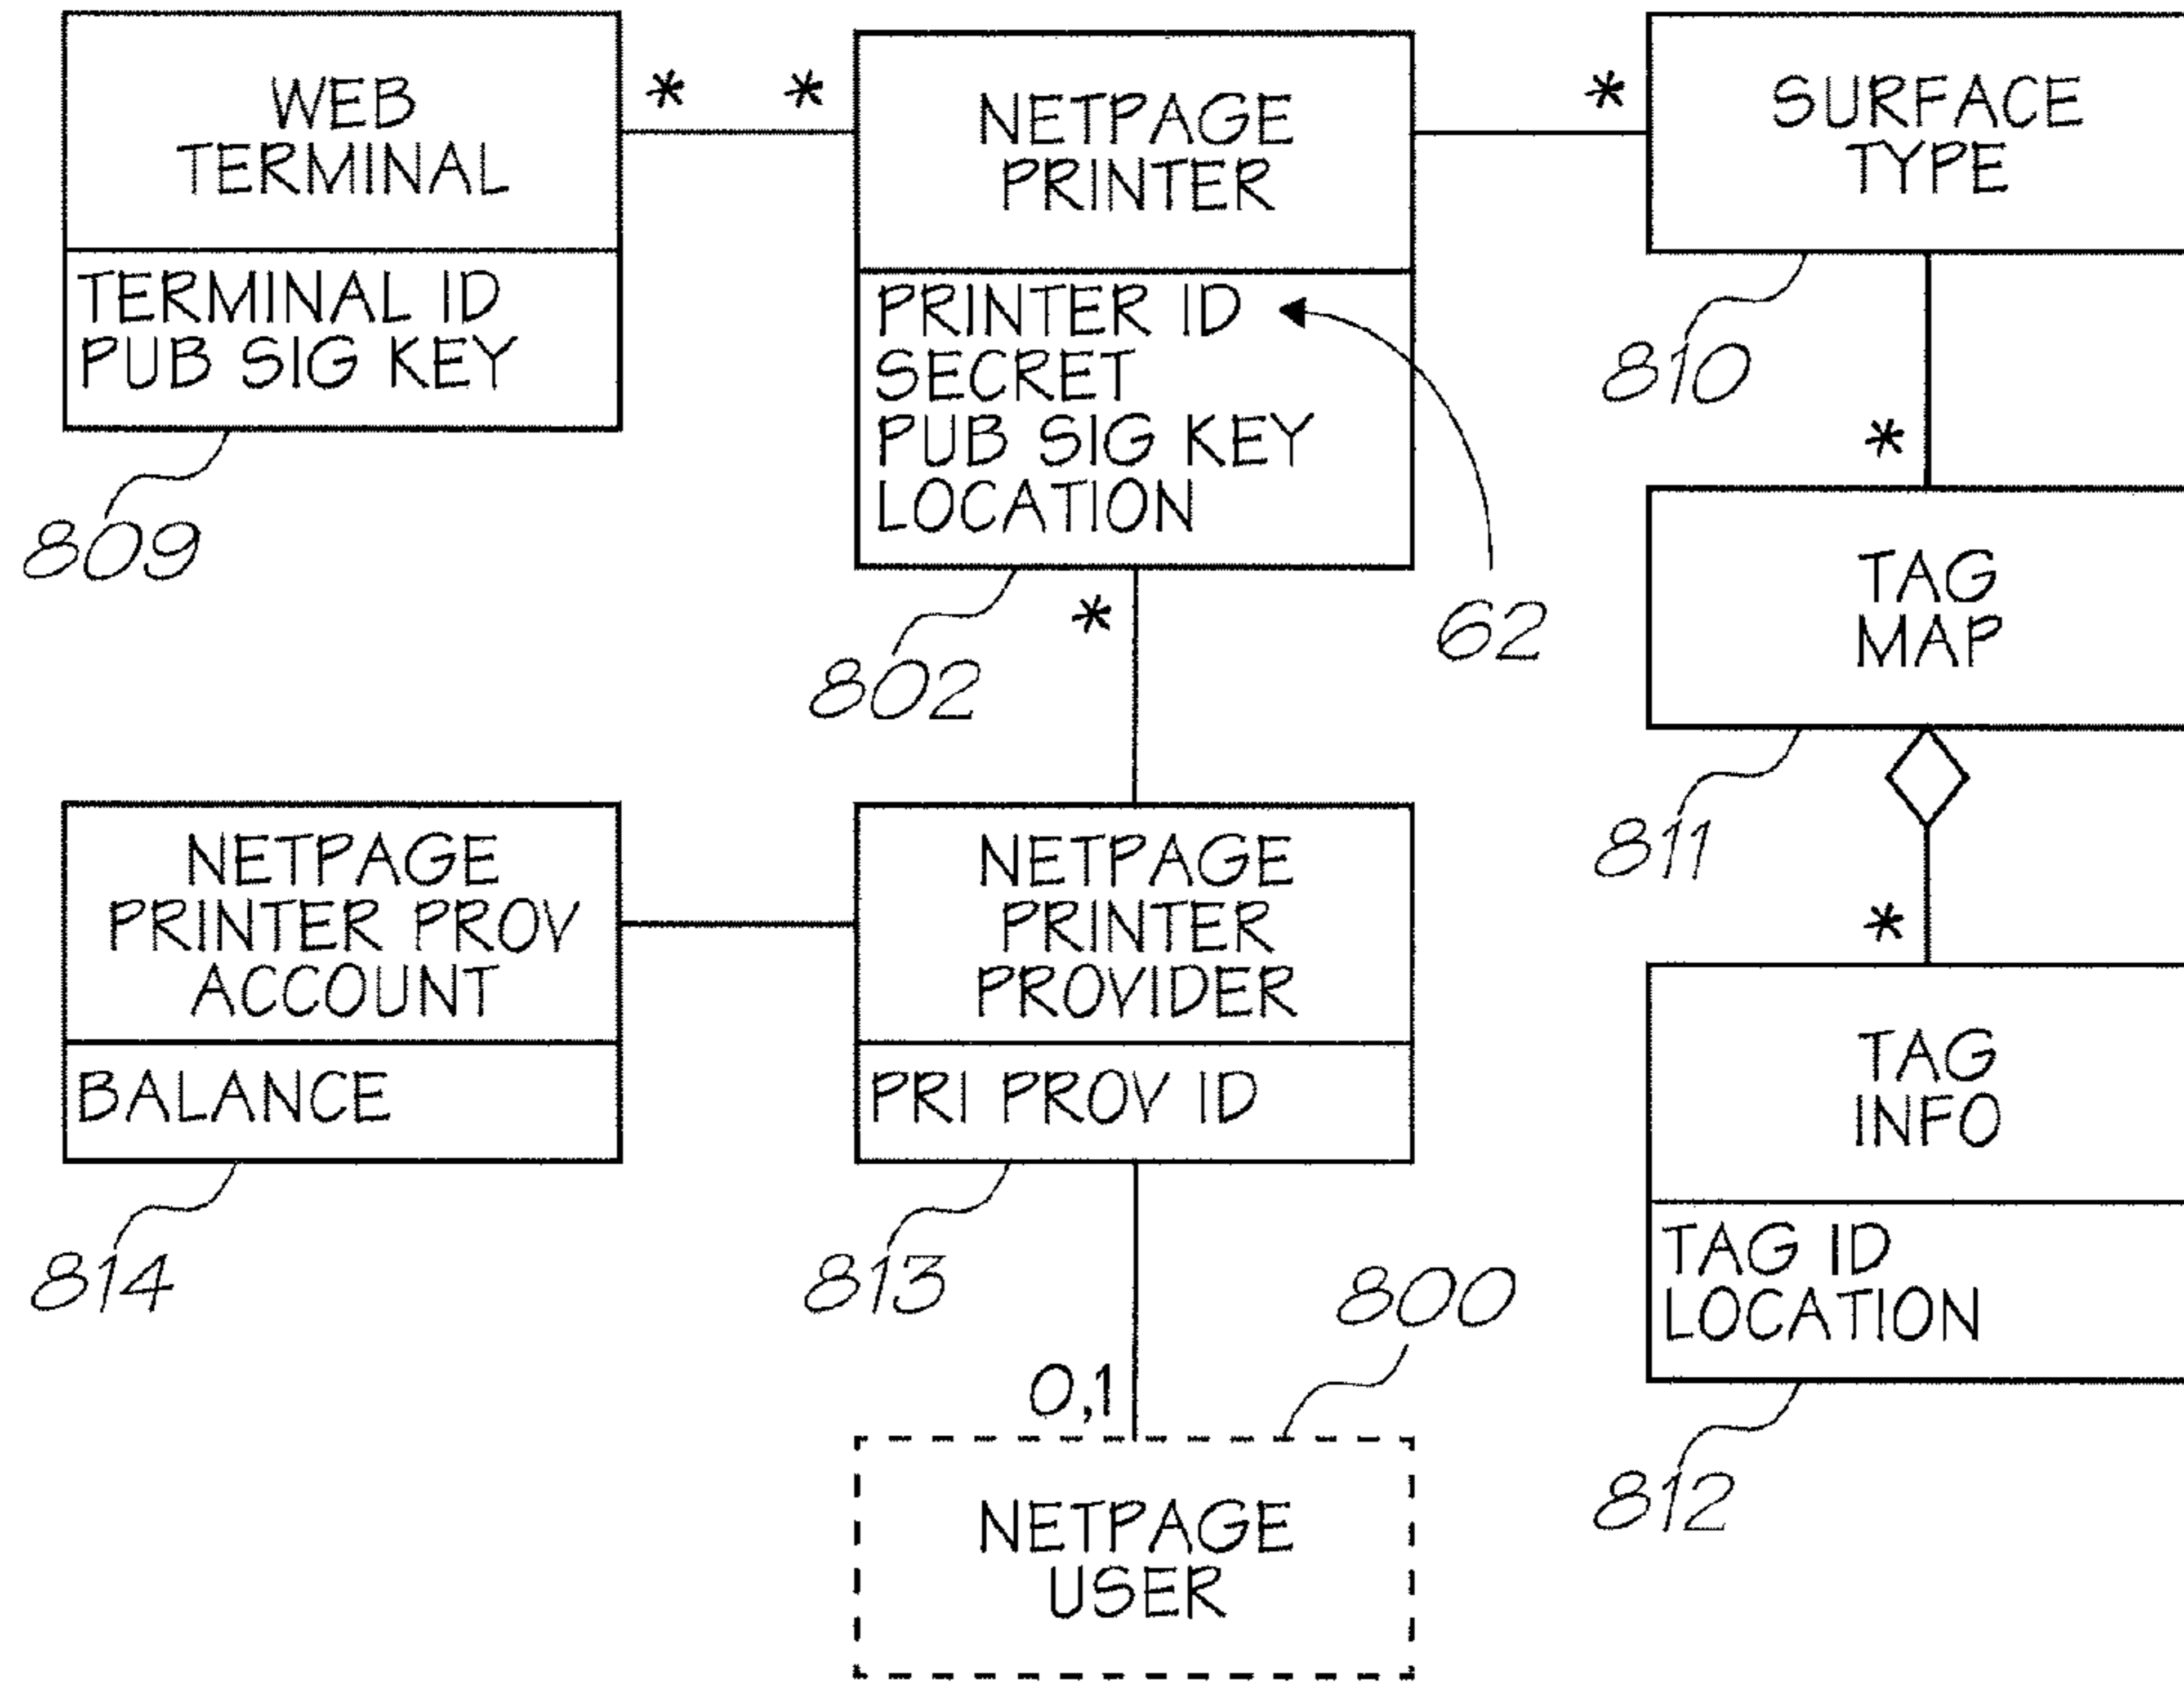 WEB
TERMINAL
TERMINAL ID
PUB SIG KEY
809
*
*
NETPAGE
PRINTER
PRINTER ID
SECRET
PUB SIG KEY
LOCATION
62
802
*
*
SURFACE
TYPE
810
*
TAG
MAP
811
*
TAG
INFO
TAG ID
LOCATION
812
NETPAGE
PRINTER PROV
ACCOUNT
BALANCE
814
NETPAGE
PRINTER
PROVIDER
PRI PROV ID
813
800
0,1
NETPAGE
USER